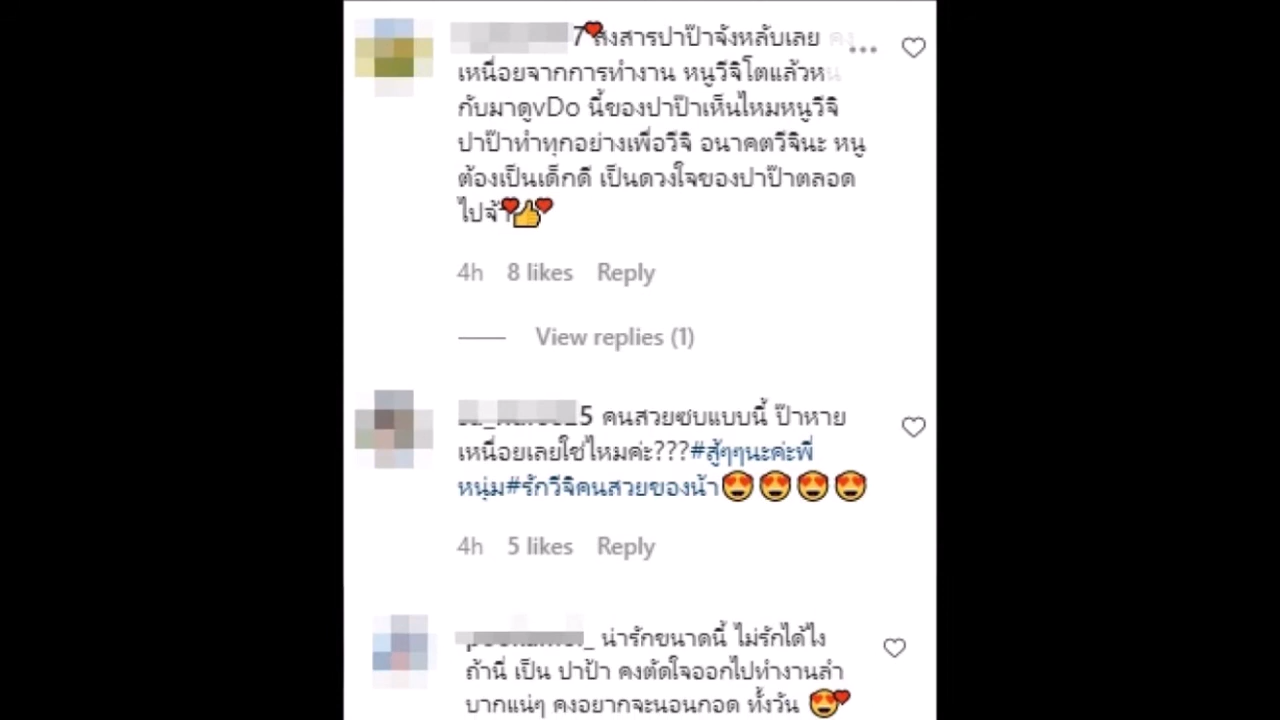 7 สงสารปาป๊าจังหลับเลย คง
เหนื่อยจากการทำงาน หนูวีจิโตแล้วหน
กับมาดูvDo นี้ของปาป๊าเห็นไหมหนูวีจิ
ปาป๊าทำทุกอย่างเพื่อวีจิ อนาคตวีจินะ หนู
ต้องเป็นเด็กดี เป็นดวงใจของปาป๊าตลอด
ไปจ้า
4h 8 likes Reply
View replies (1)
5 คนสวยซบแบบนี้ ป๊าหาย
เหนื่อยเลยใช่ไหมค่ะ???#สู้ๆๆนะค่ะพี่
หนุ่ม#รักวีจิคนสวยของน้า
4h 5 likes Reply
น่ารักขนาดนี้ ไม่รักได้ไง
ถ้านี่ เป็น ปาป้า คงตัดใจออกไปทำงานลำ
บากแน่ๆ คงอยากจะนอนกอด ทั้งวัน